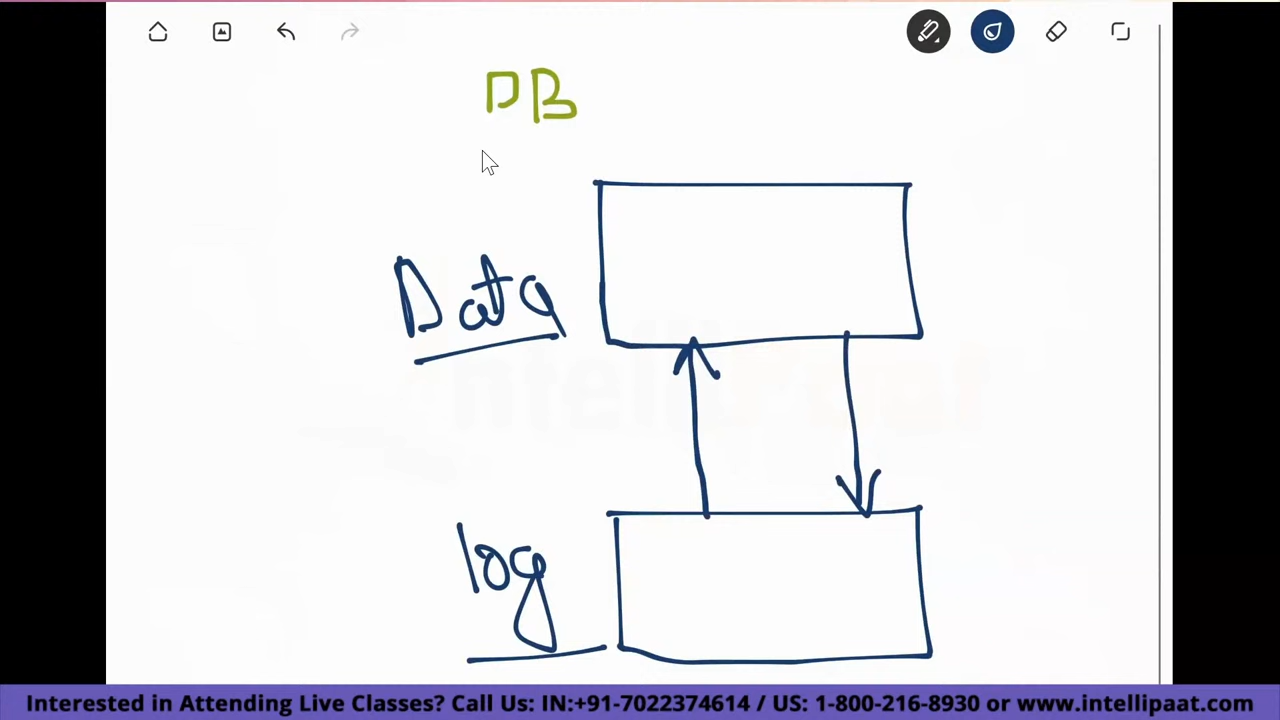 DB
Data
log
Intellipaat
Interested in Attending Live Classes? Call Us: IN:+91-7022374614 / US: 1-800-216-8930 or www.intellipaat.com